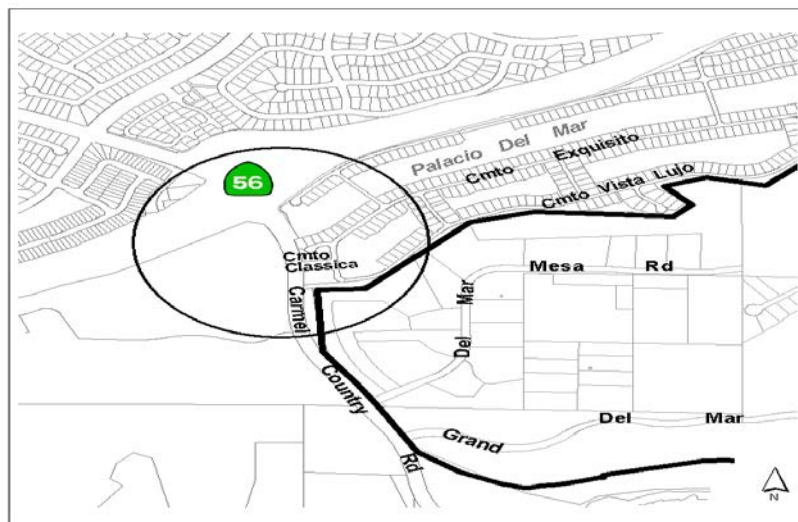 56
Palacio Del Mar
Cmto Exquisito
Cmto Vista Lujo
Cmto
Classica
Mesa Rd
Del Mar
Carmel Country Rd
Grand Del Mar
N